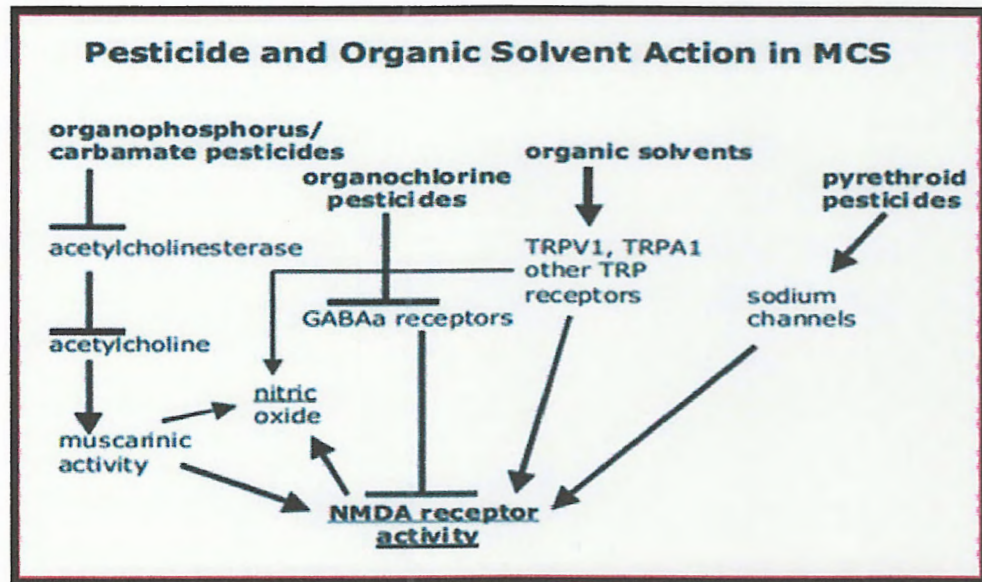 Pesticide and Organic Solvent Action in MCS
organophosphorus/
carbamate pesticides
organochlorine
pesticides
organic solvents
pyrethroid
pesticides
acetylcholinesterase
TRPV1, TRPA1
other TRP
receptors
sodium
channels
GABAa receptors
acetylcholine
nitric
oxide
muscarinic
activity
NMDA receptor
activity